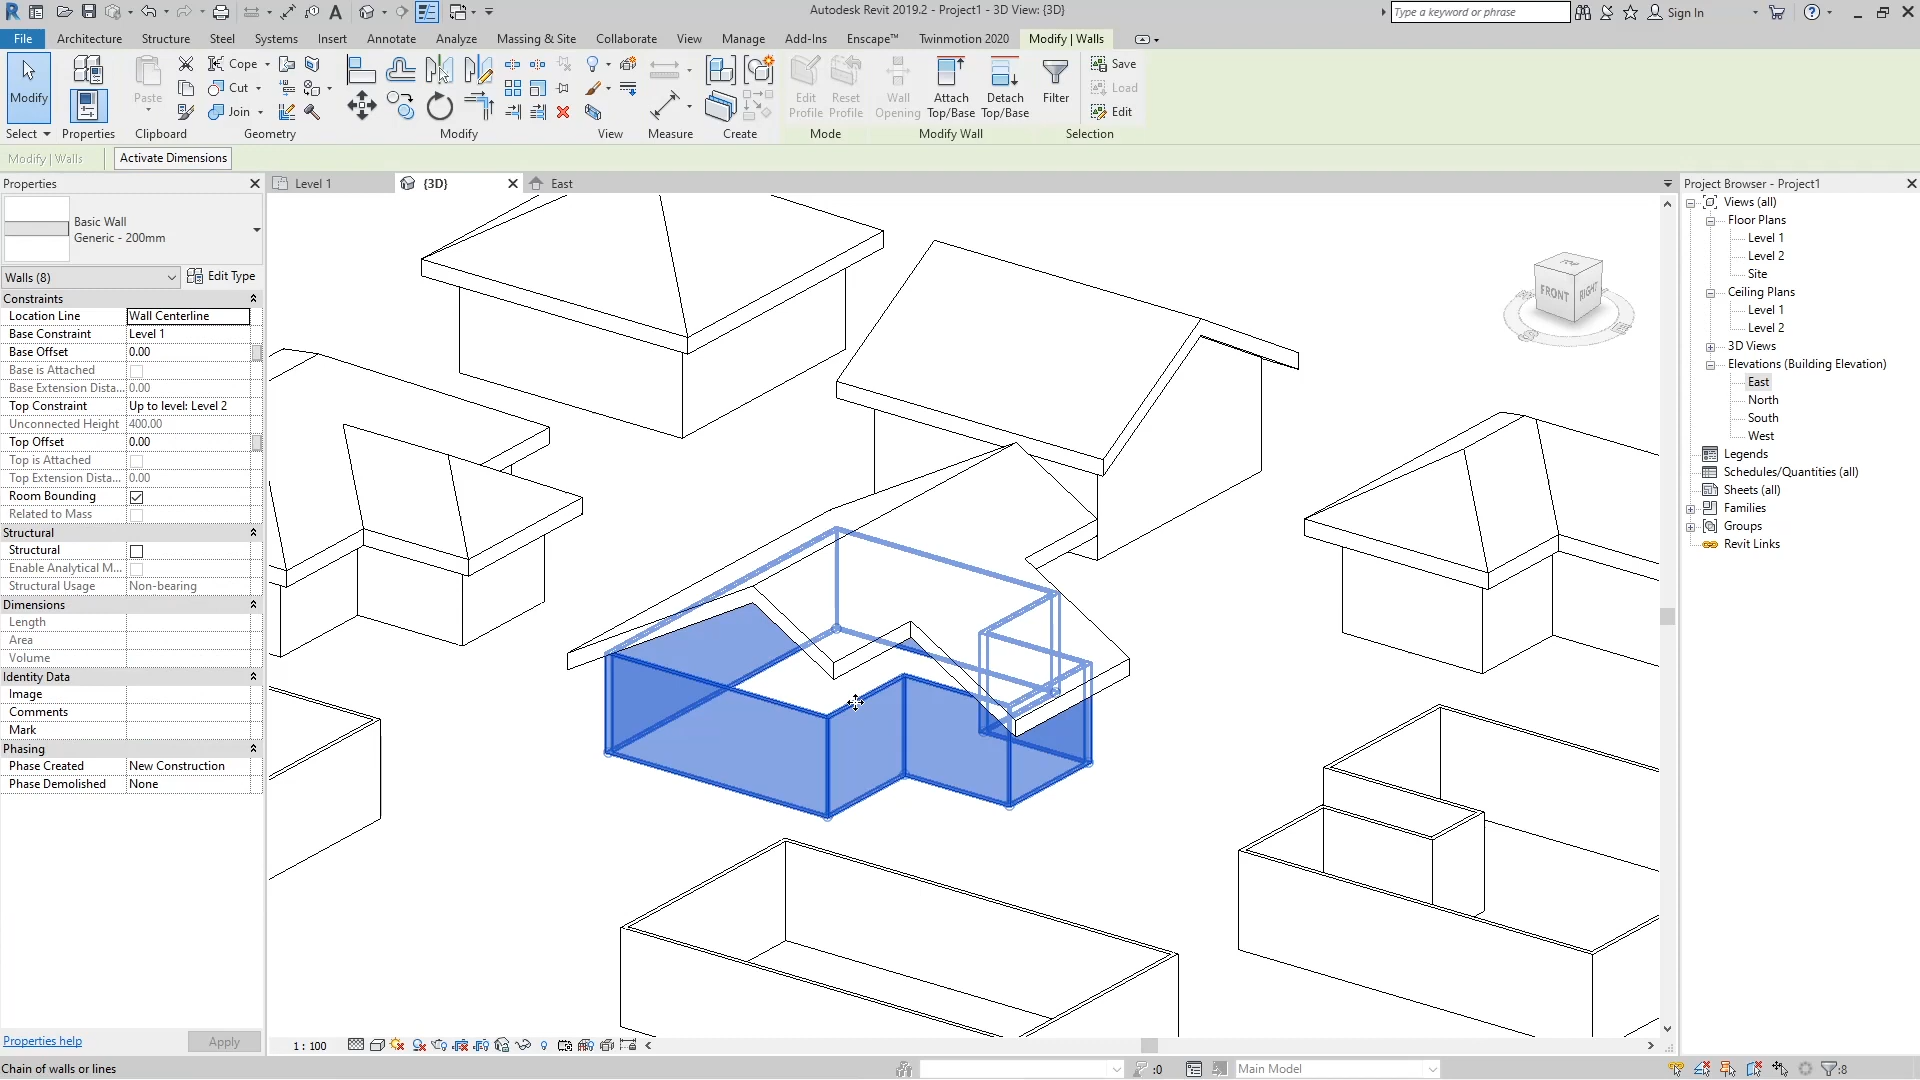 Autodesk Revit 2019.2 - Project1 - 3D View: {3D}
Type a keyword or phrase
Sign In
File Architecture Structure Steel Systems Insert Annotate Analyze Massing & Site Collaborate View Manage Add-Ins Enscape™ Twinmotion 2020 Modify | Walls
Modify
Paste
Cope
Cut
Join
Edit Profile
Reset Profile
Wall Opening
Attach Top/Base
Detach Top/Base
Filter
Save
Load
Edit
Select Properties Clipboard Geometry Modify View Measure Create Mode Modify Wall Selection
Modify | Walls
Activate Dimensions
Properties
Level 1
{3D}
East
Project Browser - Project1
Basic Wall
Generic - 200mm
Walls (8)
Edit Type
Constraints
Location Line Wall Centerline
Base Constraint Level 1
Base Offset 0.00
Base is Attached
Base Extension Dista... 0.00
Top Constraint Up to level: Level 2
Unconnected Height 400.00
Top Offset 0.00
Top is Attached
Top Extension Dista... 0.00
Room Bounding
Related to Mass
Structural
Structural
Enable Analytical M...
Structural Usage Non-bearing
Dimensions
Length
Area
Volume
Identity Data
Image
Comments
Mark
Phasing
Phase Created New Construction
Phase Demolished None
Properties help
Apply
FRONT
RIGHT
Views (all)
Floor Plans
Level 1
Level 2
Site
Ceiling Plans
Level 1
Level 2
3D Views
Elevations (Building Elevation)
East
North
South
West
Legends
Schedules/Quantities (all)
Sheets (all)
Families
Groups
Revit Links
1 : 100
Chain of walls or lines
:0
Main Model
:8